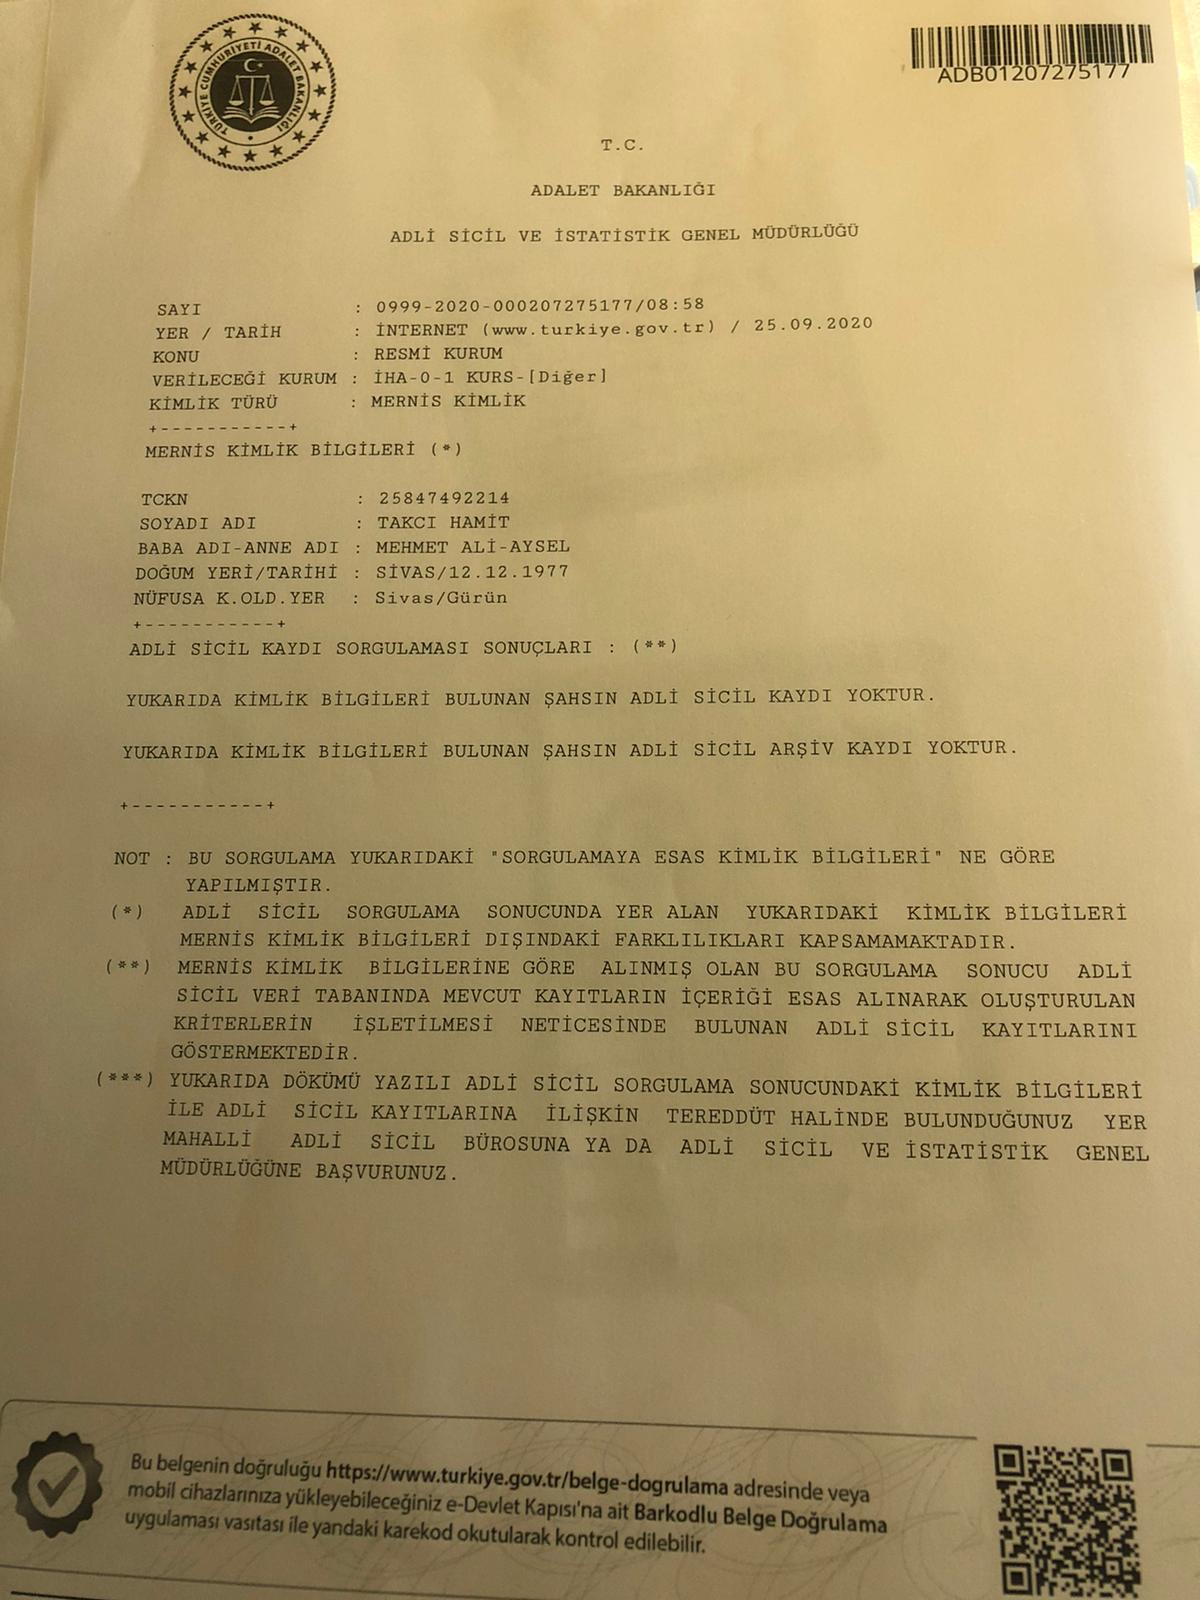 TÜRKİYE CUMHURİYETİ ADALET BAKANLIĞI
TÜRKİYE CUMHURİYETİ ADALET BAKANLIĞI
ADB01207275177
T.C.
ADALET BAKANLIĞI
ADLİ SİCİL VE İSTATİSTİK GENEL MÜDÜRLÜĞÜ
SAYI : 0999-2020-000207275177/08:58
YER / TARİH : İNTERNET (www.turkiye.gov.tr) / 25.09.2020
KONU : RESMİ KURUM
VERİLECEĞİ KURUM : İHA-0-1 KURS-[Diğer]
KİMLİK TÜRÜ : MERNİS KİMLİK
+-----------+
MERNİS KİMLİK BİLGİLERİ (*)
TCKN : 25847492214
SOYADI ADI : TAKCI HAMİT
BABA ADI-ANNE ADI : MEHMET ALİ-AYSEL
DOĞUM YERİ/TARİHİ : SİVAS/12.12.1977
NÜFUSA K.OLD.YER : Sivas/Gürün
+-----------+
ADLİ SİCİL KAYDI SORGULAMASI SONUÇLARI : (**)
YUKARIDA KİMLİK BİLGİLERİ BULUNAN ŞAHSIN ADLİ SİCİL KAYDI YOKTUR.
YUKARIDA KİMLİK BİLGİLERİ BULUNAN ŞAHSIN ADLİ SİCİL ARŞİV KAYDI YOKTUR.
+-----------+
NOT : BU SORGULAMA YUKARIDAKİ "SORGULAMAYA ESAS KİMLİK BİLGİLERİ" NE GÖRE
YAPILMIŞTIR.
(*) ADLİ SİCİL SORGULAMA SONUCUNDA YER ALAN YUKARIDAKİ KİMLİK BİLGİLERİ
MERNİS KİMLİK BİLGİLERİ DIŞINDAKİ FARKLILIKLARI KAPSAMAMAKTADIR.
(**) MERNİS KİMLİK BİLGİLERİNE GÖRE ALINMIŞ OLAN BU SORGULAMA SONUCU ADLİ
SİCİL VERİ TABANINDA MEVCUT KAYITLARIN İÇERİĞİ ESAS ALINARAK OLUŞTURULAN
KRİTERLERİN İŞLETİLMESİ NETİCESİNDE BULUNAN ADLİ SİCİL KAYITLARINI
GÖSTERMEKTEDİR.
(***) YUKARIDA DÖKÜMÜ YAZILI ADLİ SİCİL SORGULAMA SONUCUNDAKİ KİMLİK BİLGİLERİ
İLE ADLİ SİCİL KAYITLARINA İLİŞKİN TEREDDÜT HALİNDE BULUNDUĞUNUZ YER
MAHALLİ ADLİ SİCİL BÜROSUNA YA DA ADLİ SİCİL VE İSTATİSTİK GENEL
MÜDÜRLÜĞÜNE BAŞVURUNUZ.
Bu belgenin doğruluğu https://www.turkiye.gov.tr/belge-dogrulama adresinde veya
mobil cihazlarınıza yükleyebileceğiniz e-Devlet Kapısı'na ait Barkodlu Belge Doğrulama
uygulaması vasıtası ile yandaki karekod okutularak kontrol edilebilir.